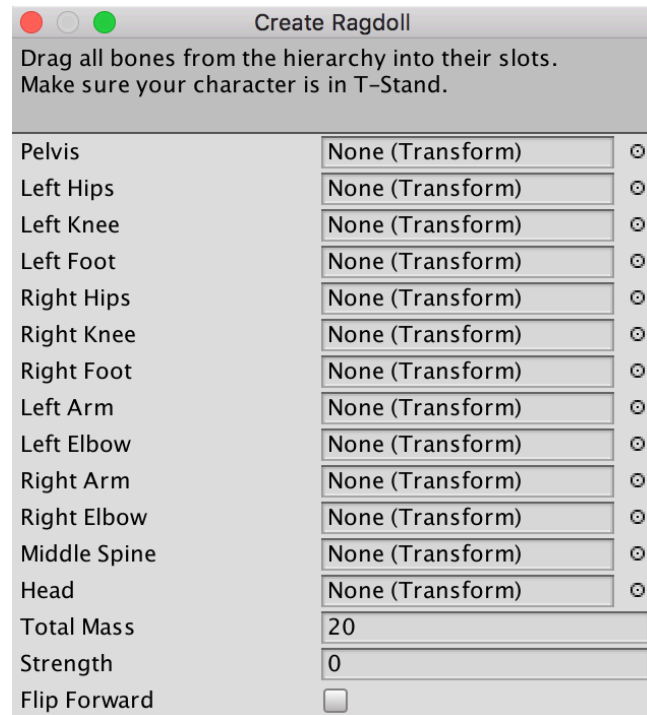 Create Ragdoll
Drag all bones from the hierarchy into their slots.
Make sure your character is in T-Stand.
Pelvis None (Transform)
Left Hips None (Transform)
Left Knee None (Transform)
Left Foot None (Transform)
Right Hips None (Transform)
Right Knee None (Transform)
Right Foot None (Transform)
Left Arm None (Transform)
Left Elbow None (Transform)
Right Arm None (Transform)
Right Elbow None (Transform)
Middle Spine None (Transform)
Head None (Transform)
Total Mass 20
Strength 0
Flip Forward